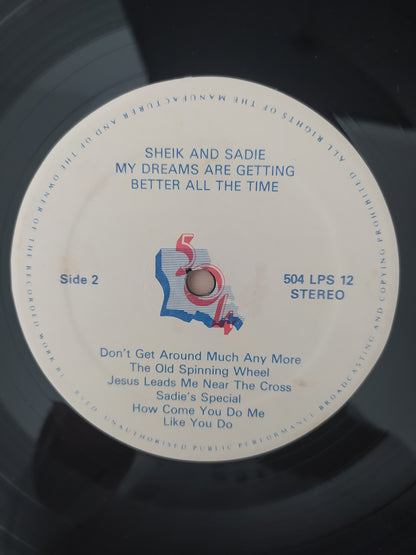 ALL RIGHTS OF THE MANUFACTURER AND OF THE OWNER OF THE RECORDED WORK RESERVED. UNAUTHORISED PUBLIC PERFORMANCE BROADCASTING AND COPYING PROHIBITED
SHEIK AND SADIE
MY DREAMS ARE GETTING
BETTER ALL THE TIME
504
Side 2
504 LPS 12
STEREO
Don't Get Around Much Any More
The Old Spinning Wheel
Jesus Leads Me Near The Cross
Sadie's Special
How Come You Do Me
Like You Do